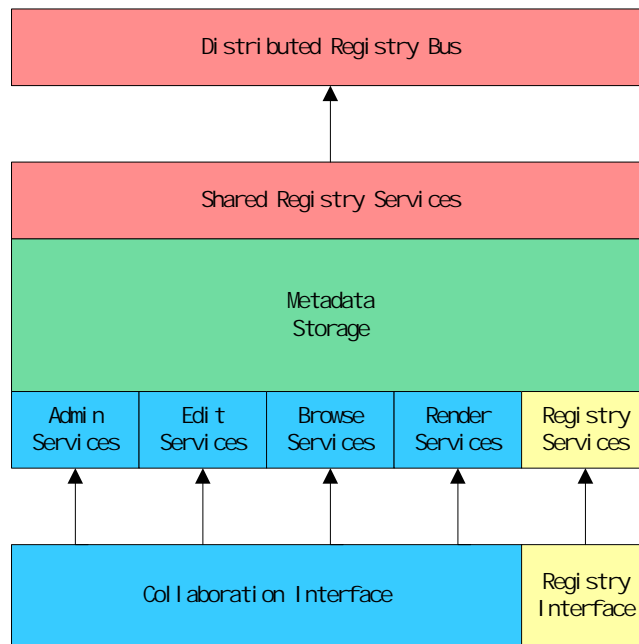 Distributed Registry Bus
Shared Registry Services
Metadata
Storage
Admin
Services
Edit
Services
Browse
Services
Render
Services
Registry
Services
Collaboration Interface
Registry
Interface